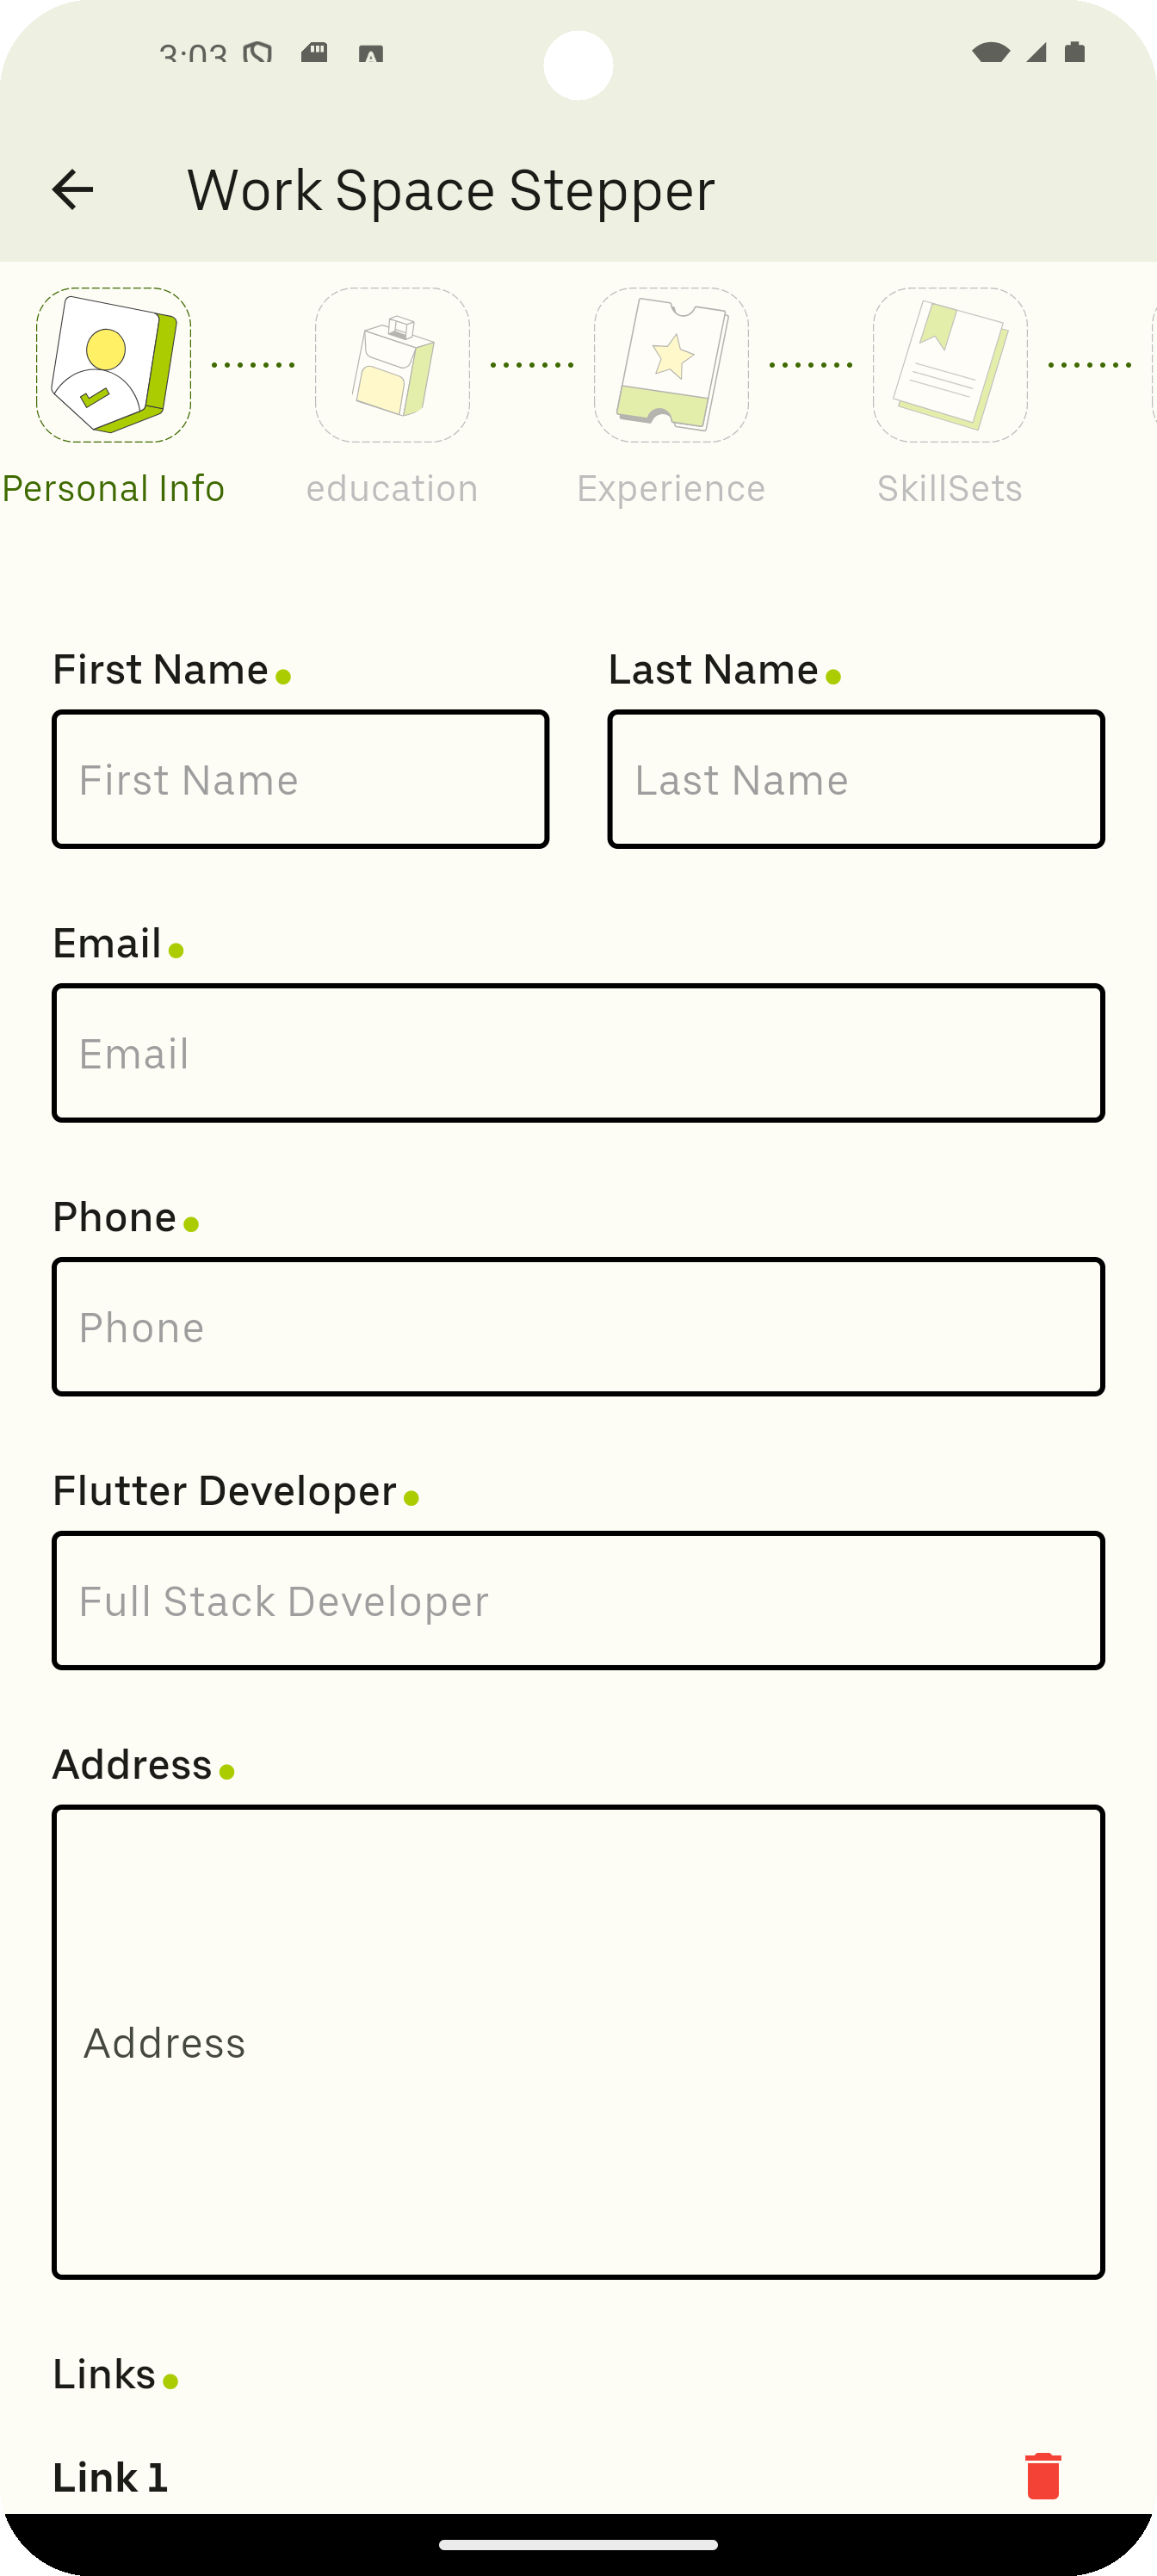 3:03
Work Space Stepper
Personal Info education Experience SkillSets
First Name Last Name
First Name Last Name
Email
Email
Phone
Phone
Flutter Developer
Full Stack Developer
Address
Address
Links
Link 1